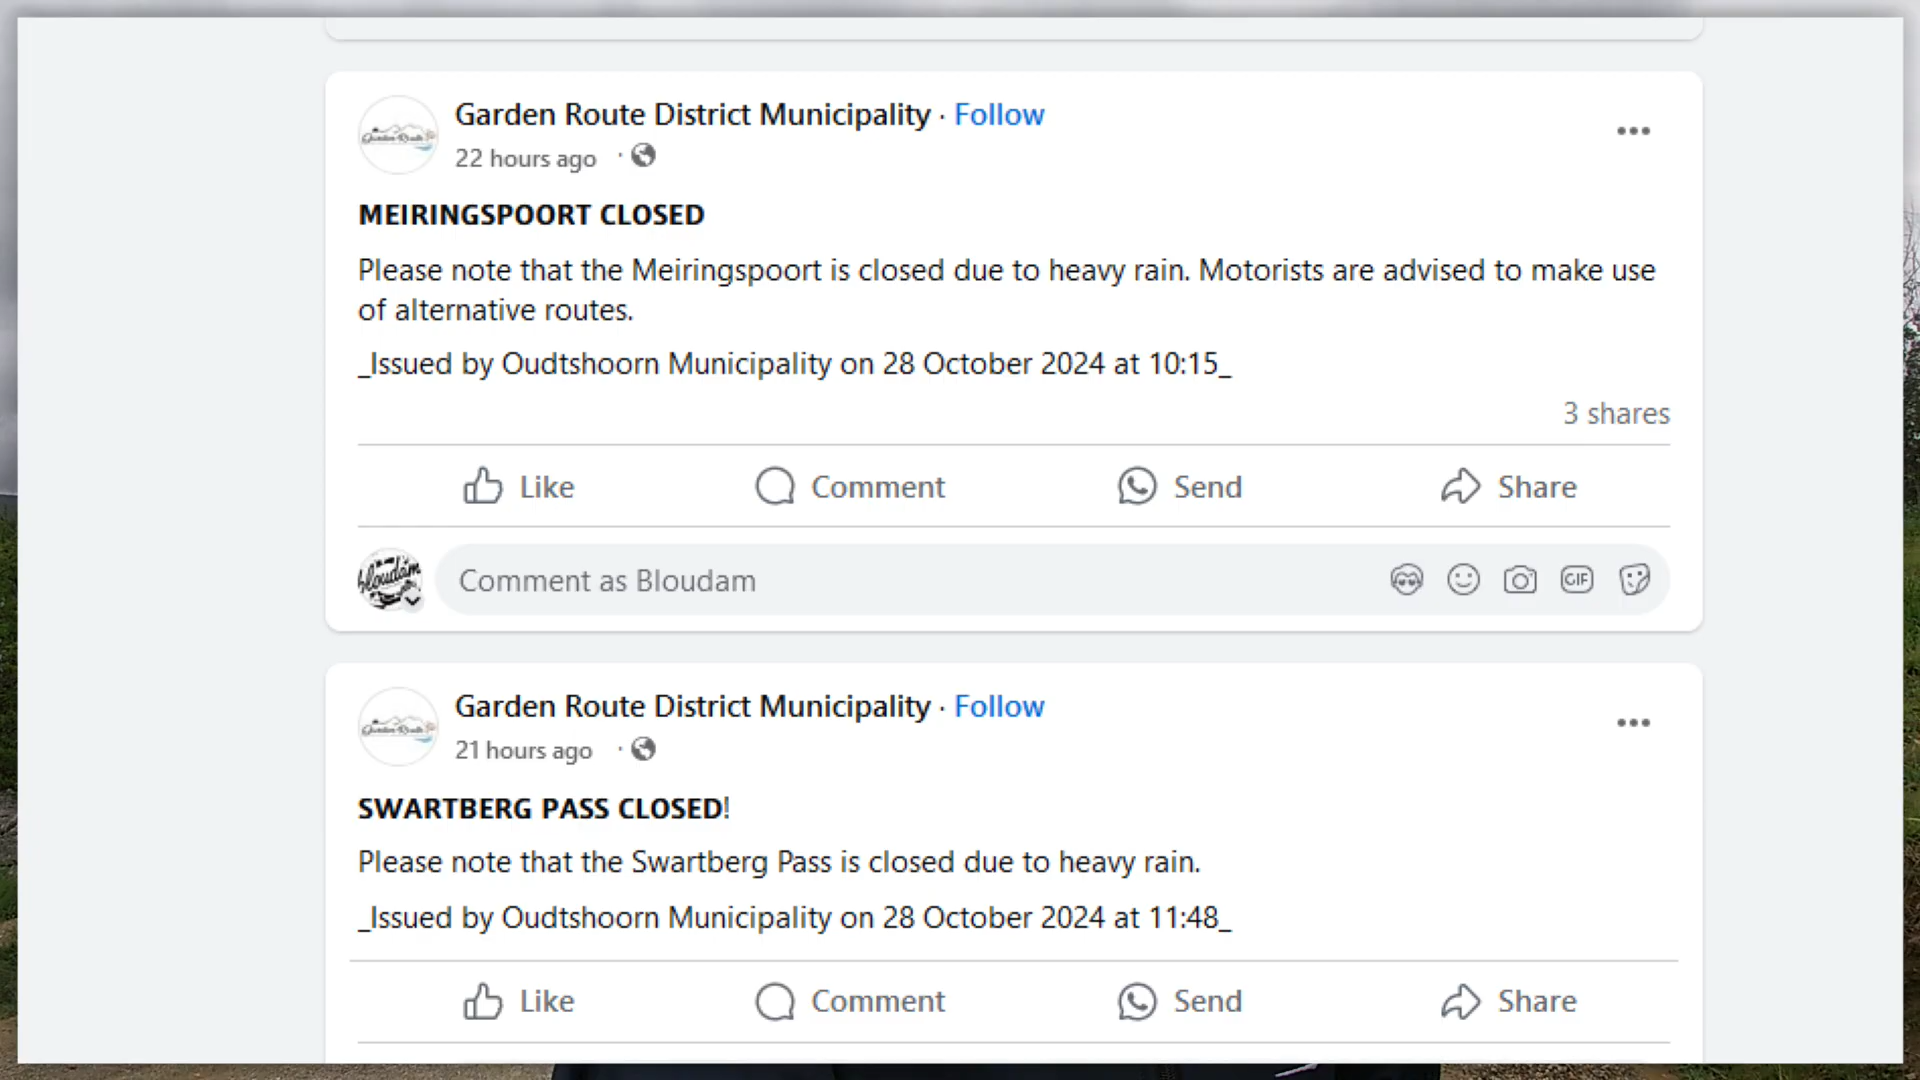 Garden Route District Municipality · Follow
22 hours ago ·
MEIRINGSPOORT CLOSED
Please note that the Meiringspoort is closed due to heavy rain. Motorists are advised to make use
of alternative routes.
_Issued by Oudtshoorn Municipality on 28 October 2024 at 10:15_
3 shares
Like Comment Send Share
bloudam
Comment as Bloudam
GIF
Garden Route District Municipality · Follow
21 hours ago ·
SWARTBERG PASS CLOSED!
Please note that the Swartberg Pass is closed due to heavy rain.
_Issued by Oudtshoorn Municipality on 28 October 2024 at 11:48_
Like Comment Send Share